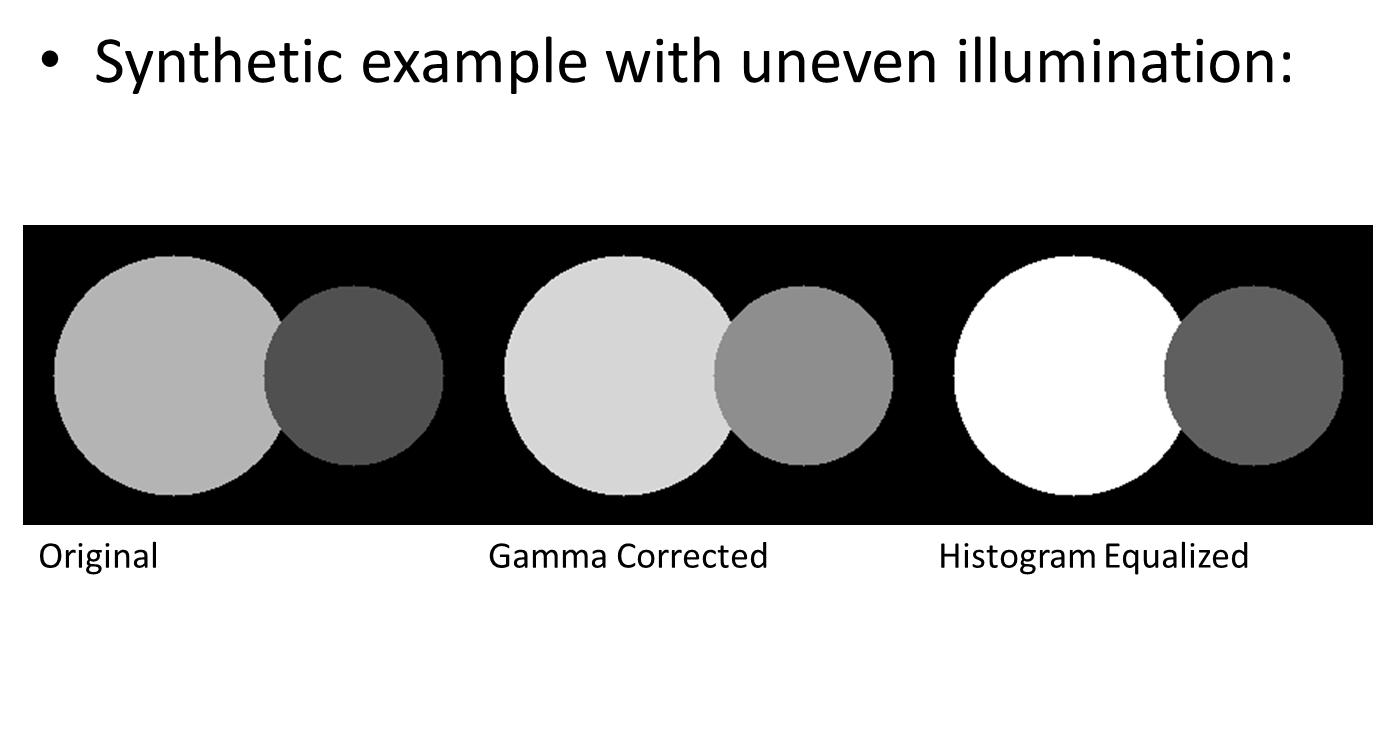 • Synthetic example with uneven illumination:
Original
Gamma Corrected
Histogram Equalized